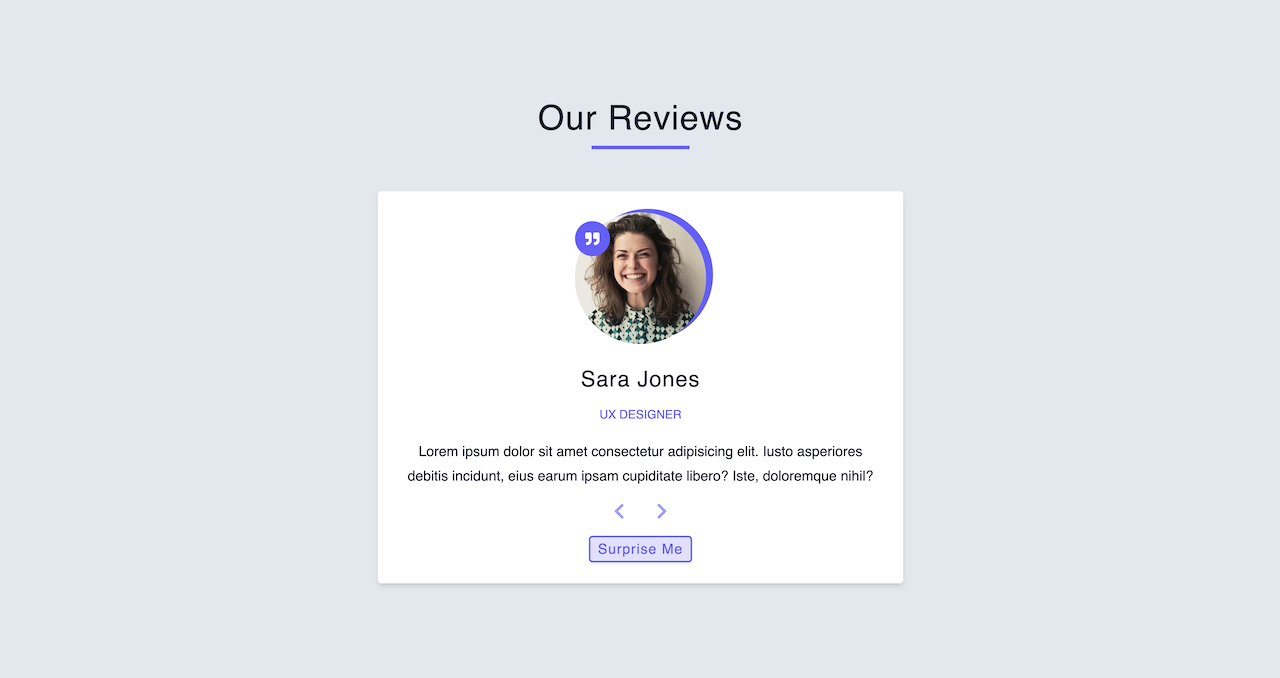 Our Reviews
Sara Jones
UX DESIGNER
Lorem ipsum dolor sit amet consectetur adipisicing elit. Iusto asperiores
debitis incidunt, eius earum ipsam cupiditate libero? Iste, doloremque nihil?
Surprise Me